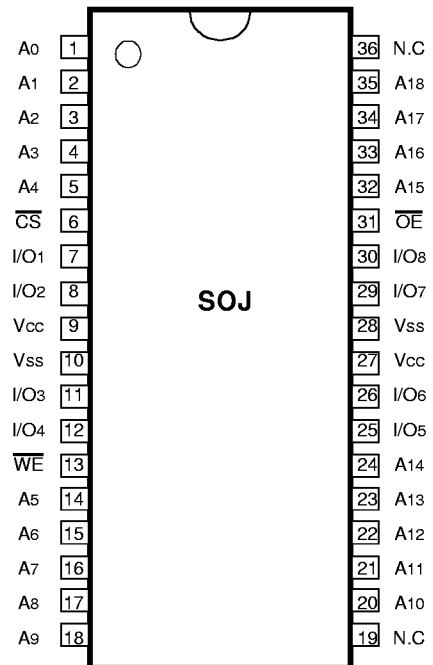 A0 1 36 N.C
A1 2 35 A18
A2 3 34 A17
A3 4 33 A16
A4 5 32 A15
C̅S̅ 6 31 O̅E̅
I/O1 7 30 I/O8
I/O2 8 29 I/O7
SOJ
Vcc 9 28 Vss
Vss 10 27 Vcc
I/O3 11 26 I/O6
I/O4 12 25 I/O5
W̅E̅ 13 24 A14
A5 14 23 A13
A6 15 22 A12
A7 16 21 A11
A8 17 20 A10
A9 18 19 N.C